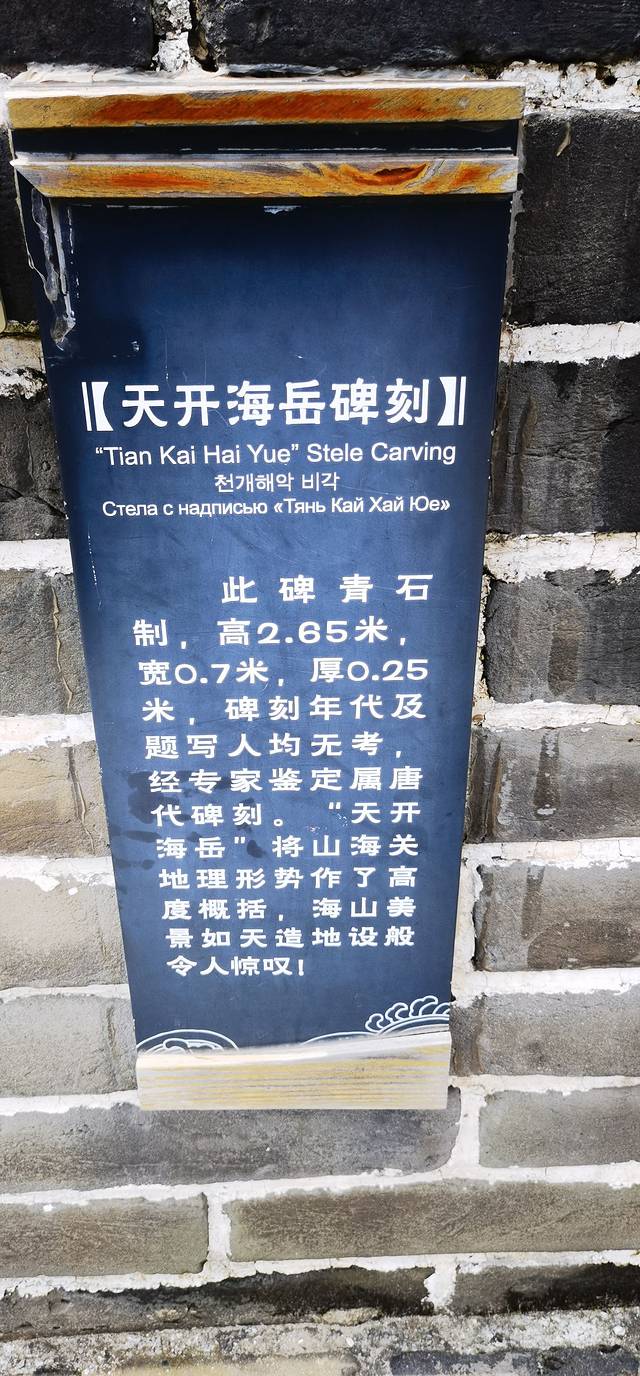 【天开海岳碑刻】
“Tian Kai Hai Yue” Stele Carving
천개해악 비각
Стела с надписью «Тянь Кай Хай Юе»
此碑青石
制，高2.65米，
宽0.7米，厚0.25
米，碑刻年代及
题写人均无考，
经专家鉴定属唐
代碑刻。“天开
海岳”将山海关
地理形势作了高
度概括，海山美
景如天造地设般
令人惊叹！